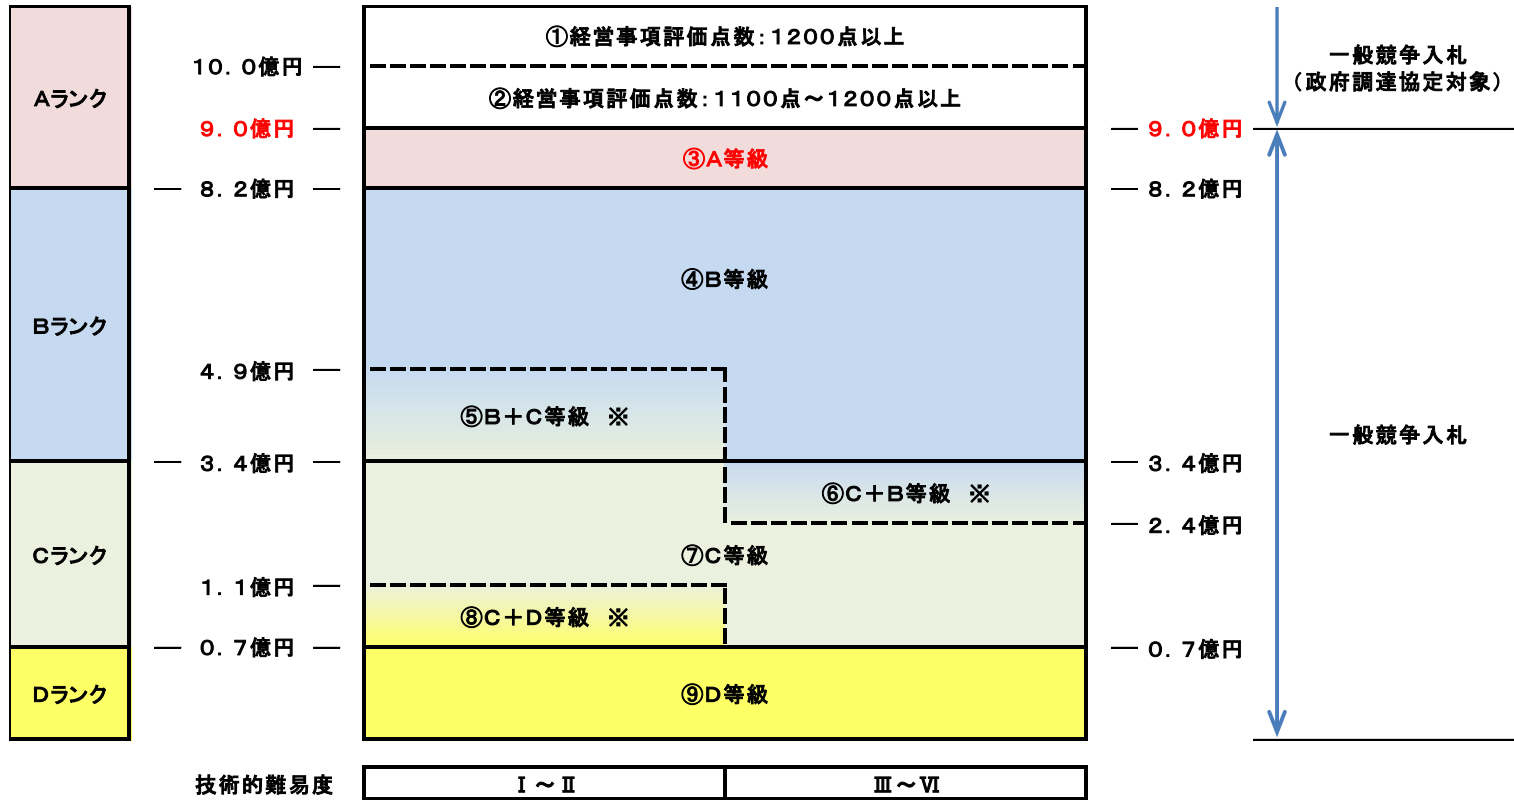 Aランク
Bランク
Cランク
Dランク
10.0億円
9.0億円
8.2億円
4.9億円
3.4億円
1.1億円
0.7億円
①経営事項評価点数：1200点以上
②経営事項評価点数：1100点～1200点以上
③A等級
④B等級
⑤B＋C等級　※
⑥C＋B等級　※
⑦C等級
⑧C＋D等級　※
⑨D等級
9.0億円
8.2億円
3.4億円
2.4億円
0.7億円
一般競争入札
（政府調達協定対象）
一般競争入札
技術的難易度
Ⅰ～Ⅱ
Ⅲ～Ⅵ